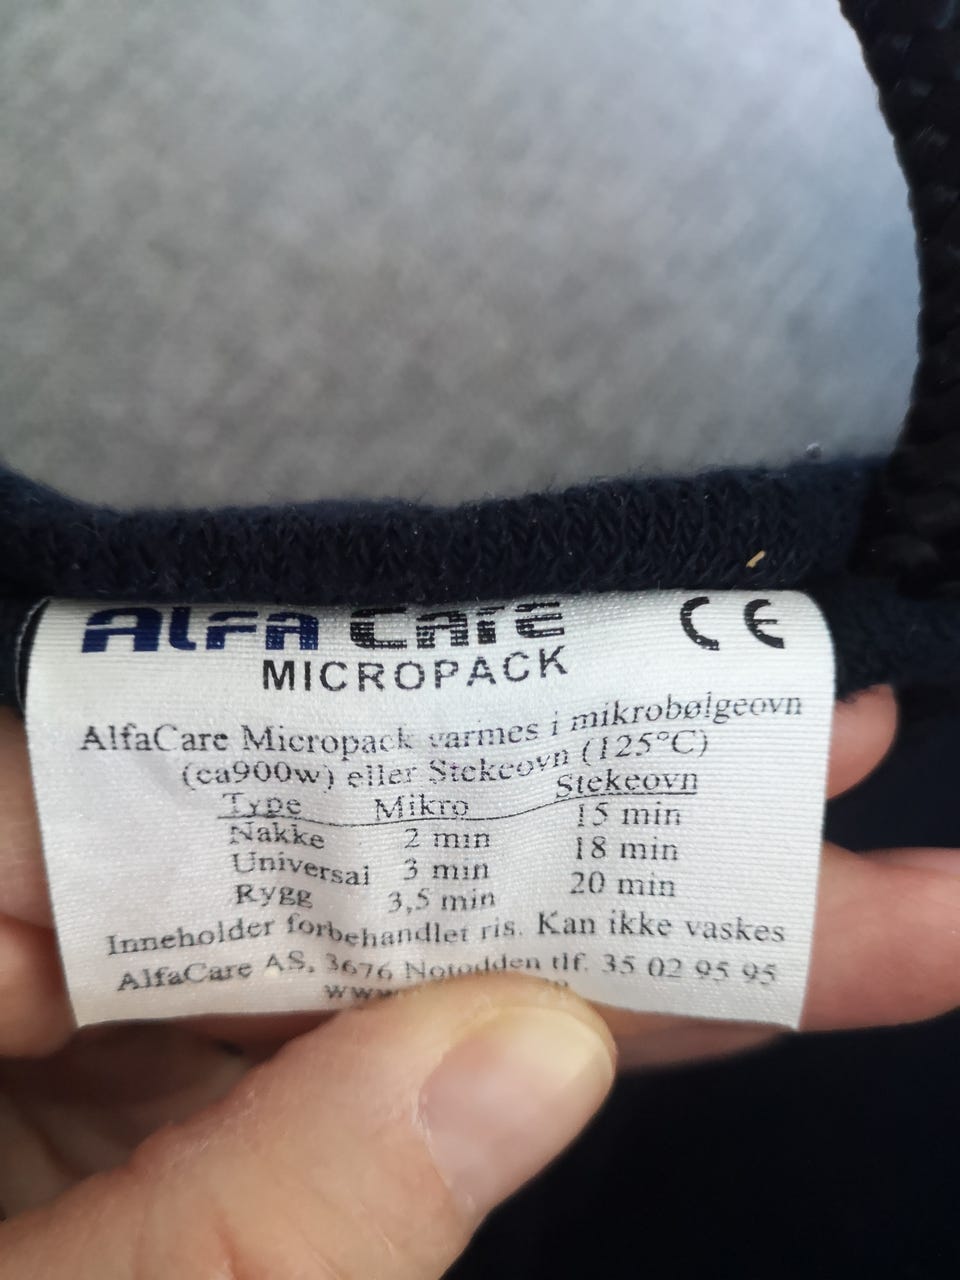 ALFA CARE
CE
MICROPACK
AlfaCare Micropack varmes i mikrobølgeovn
(ca900w) eller Stekeovn (125°C)
Type Mikro Stekeovn
Nakke 2 min 15 min
Universal 3 min 18 min
Rygg 3,5 min 20 min
Inneholder forbehandlet ris. Kan ikke vaskes
AlfaCare AS, 3676 Notodden tlf. 35 02 95 95